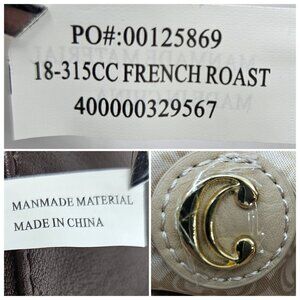 PO#:00125869
18-315CC FRENCH ROAST
400000329567
MANMADE MATERIAL
MADE IN CHINA
C